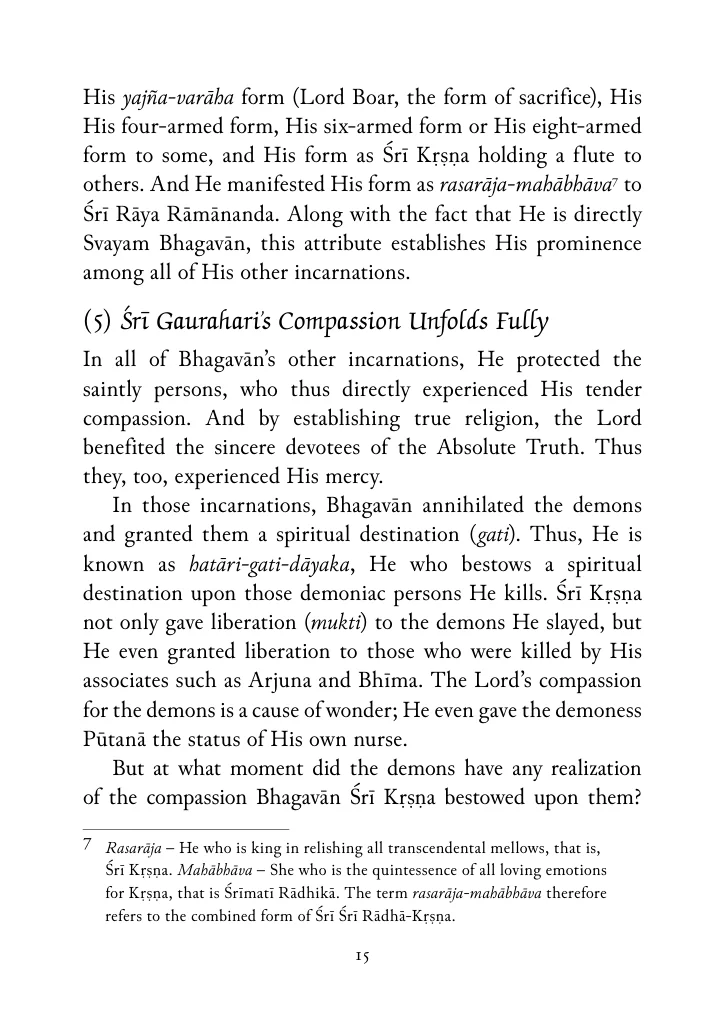 His yajña-varāha form (Lord Boar, the form of sacrifice), His
His four-armed form, His six-armed form or His eight-armed
form to some, and His form as Śrī Kṛṣṇa holding a flute to
others. And He manifested His form as rasarāja-mahābhāva⁷ to
Śrī Rāya Rāmānanda. Along with the fact that He is directly
Svayam Bhagavān, this attribute establishes His prominence
among all of His other incarnations.
(5) Śrī Gaurahari's Compassion Unfolds Fully
In all of Bhagavān's other incarnations, He protected the
saintly persons, who thus directly experienced His tender
compassion. And by establishing true religion, the Lord
benefited the sincere devotees of the Absolute Truth. Thus
they, too, experienced His mercy.
In those incarnations, Bhagavān annihilated the demons
and granted them a spiritual destination (gati). Thus, He is
known as hatāri-gati-dāyaka, He who bestows a spiritual
destination upon those demoniac persons He kills. Śrī Kṛṣṇa
not only gave liberation (mukti) to the demons He slayed, but
He even granted liberation to those who were killed by His
associates such as Arjuna and Bhīma. The Lord's compassion
for the demons is a cause of wonder; He even gave the demoness
Pūtanā the status of His own nurse.
But at what moment did the demons have any realization
of the compassion Bhagavān Śrī Kṛṣṇa bestowed upon them?
7 Rasarāja – He who is king in relishing all transcendental mellows, that is,
Śrī Kṛṣṇa. Mahābhāva – She who is the quintessence of all loving emotions
for Kṛṣṇa, that is Śrīmatī Rādhikā. The term rasarāja-mahābhāva therefore
refers to the combined form of Śrī Śrī Rādhā-Kṛṣṇa.
15